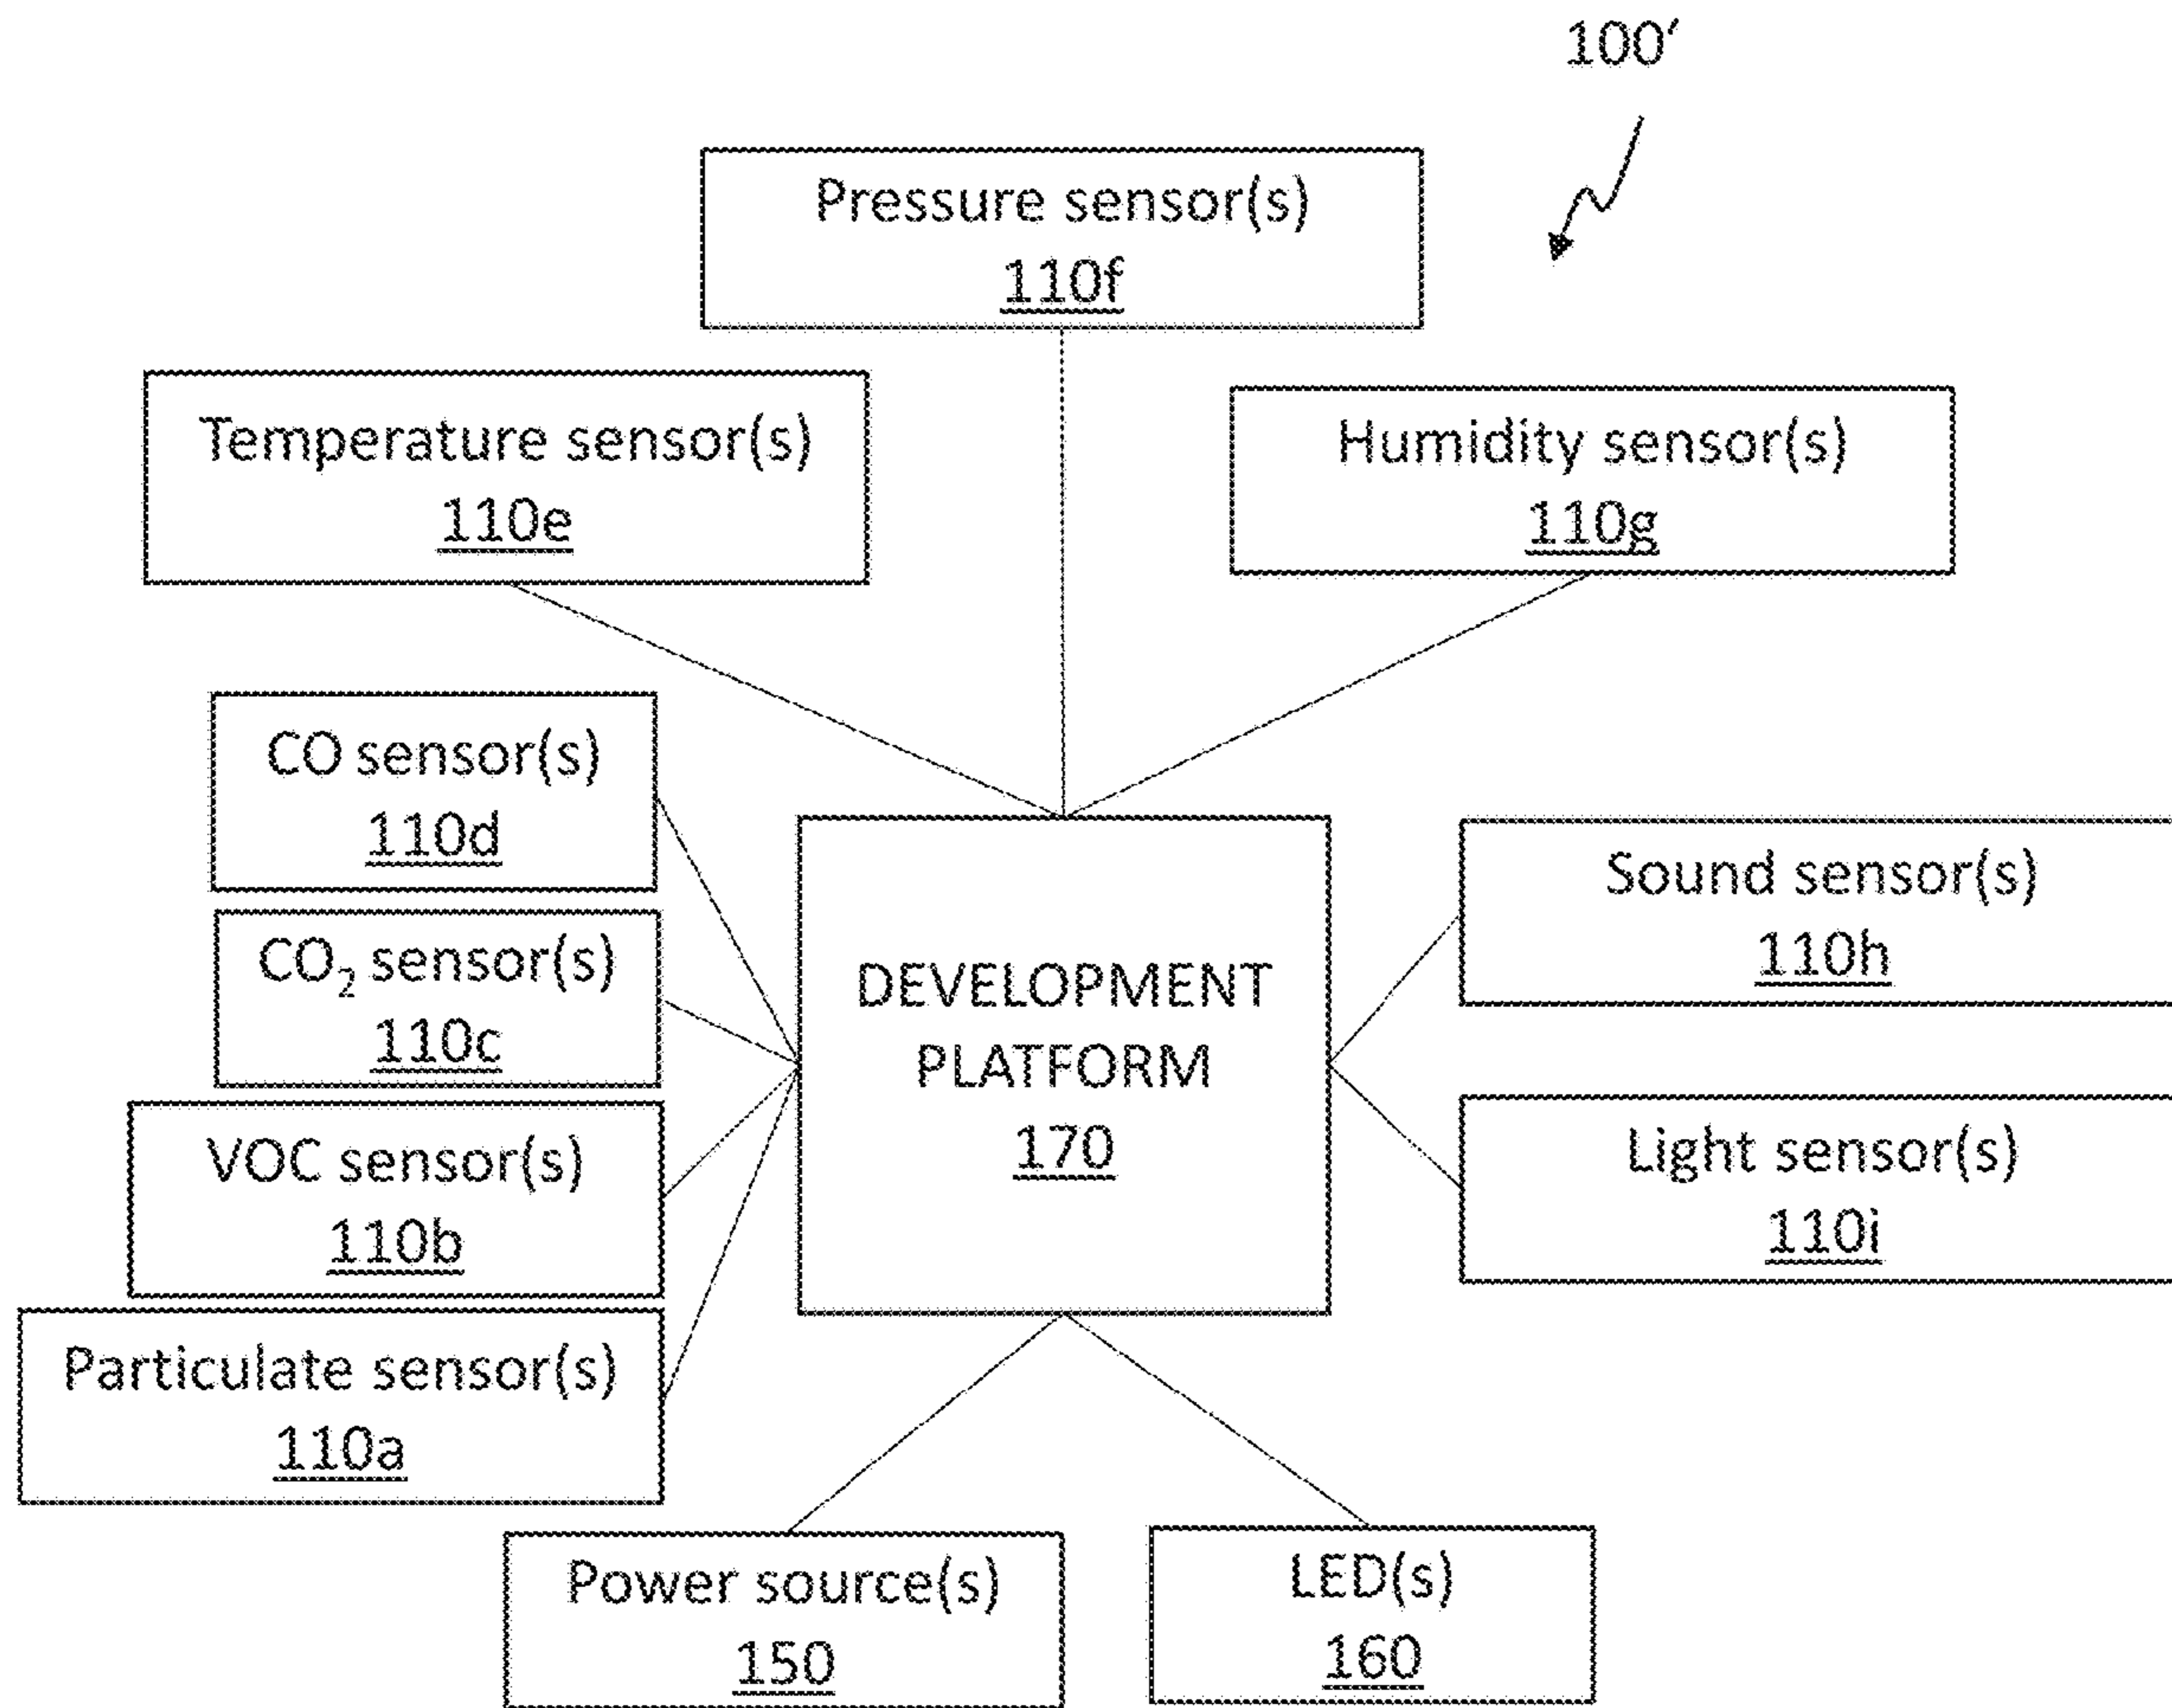 100'
Pressure sensor(s)
110f
Temperature sensor(s)
110e
Humidity sensor(s)
110g
CO sensor(s)
110d
CO₂ sensor(s)
110c
VOC sensor(s)
110b
Particulate sensor(s)
110a
DEVELOPMENT
PLATFORM
170
Sound sensor(s)
110h
Light sensor(s)
110i
Power source(s)
150
LED(s)
160